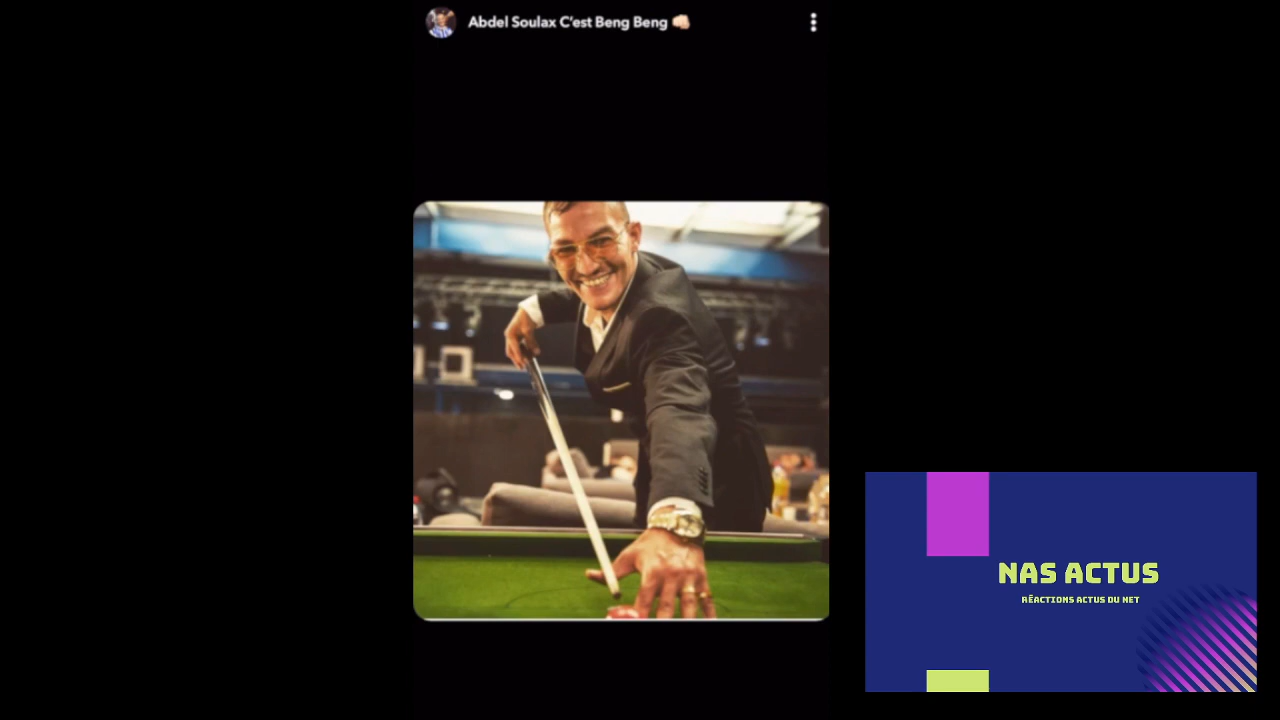 Abdel Soulax C'est Beng Beng 👊🏻
NAS ACTUS
RÉACTIONS ACTUS DU NET